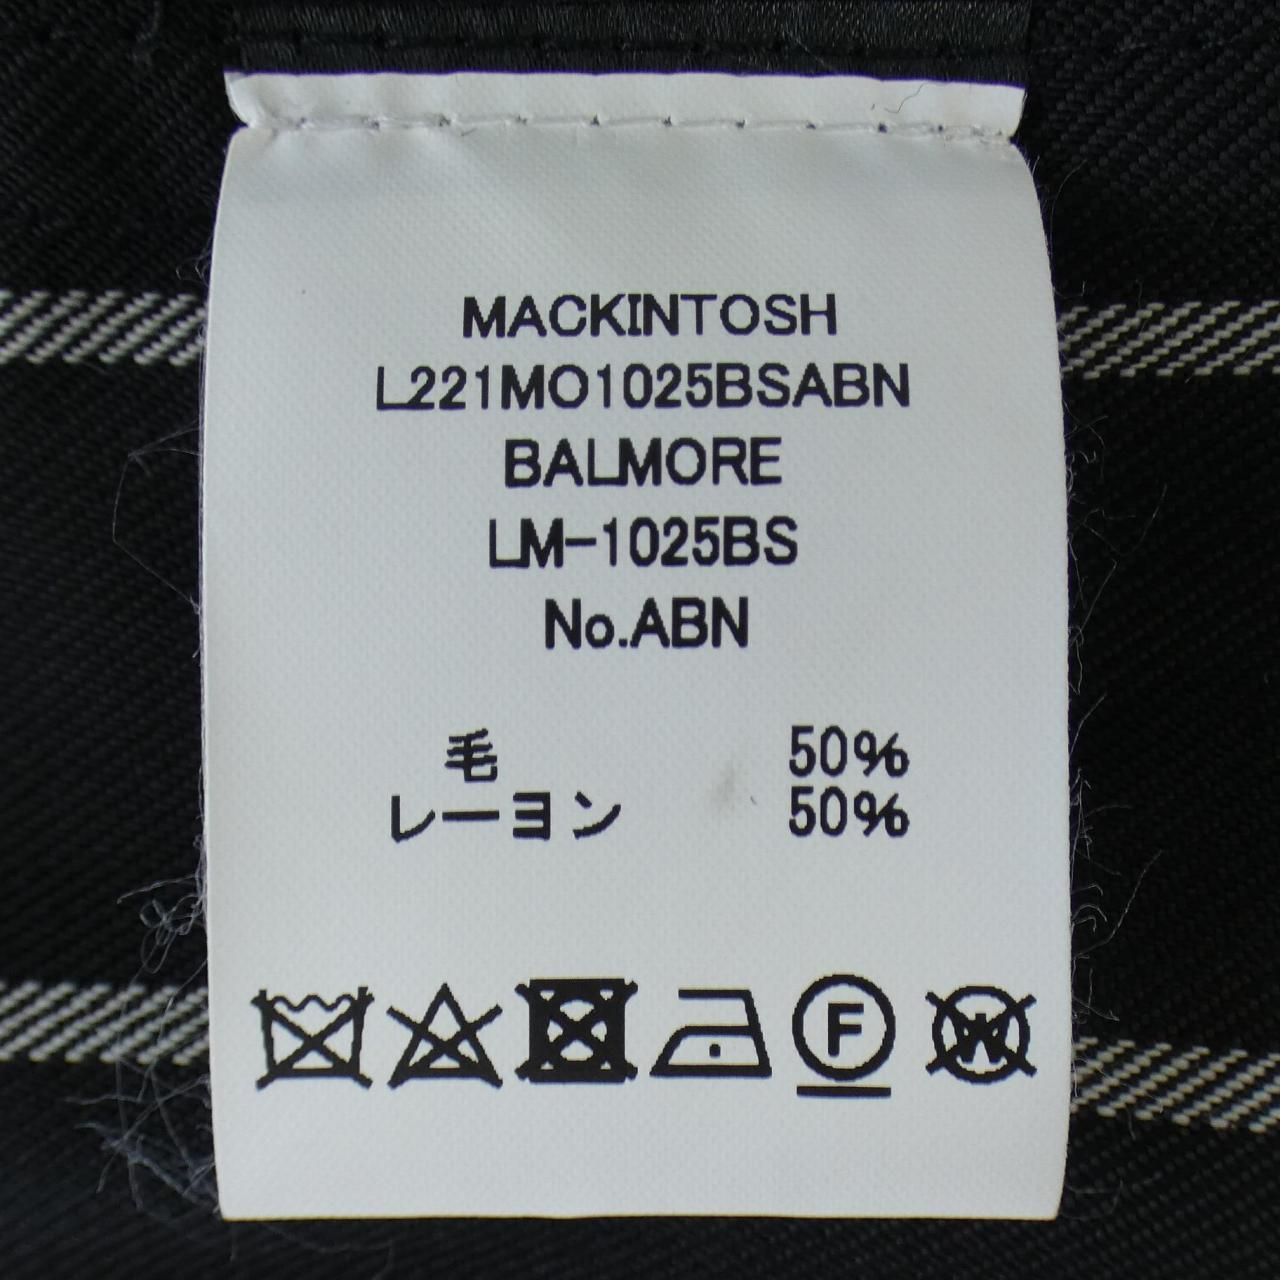 MACKINTOSH
L221MO1025BSABN
BALMORE
LM-1025BS
No.ABN
毛 50%
レーヨン 50%
F W